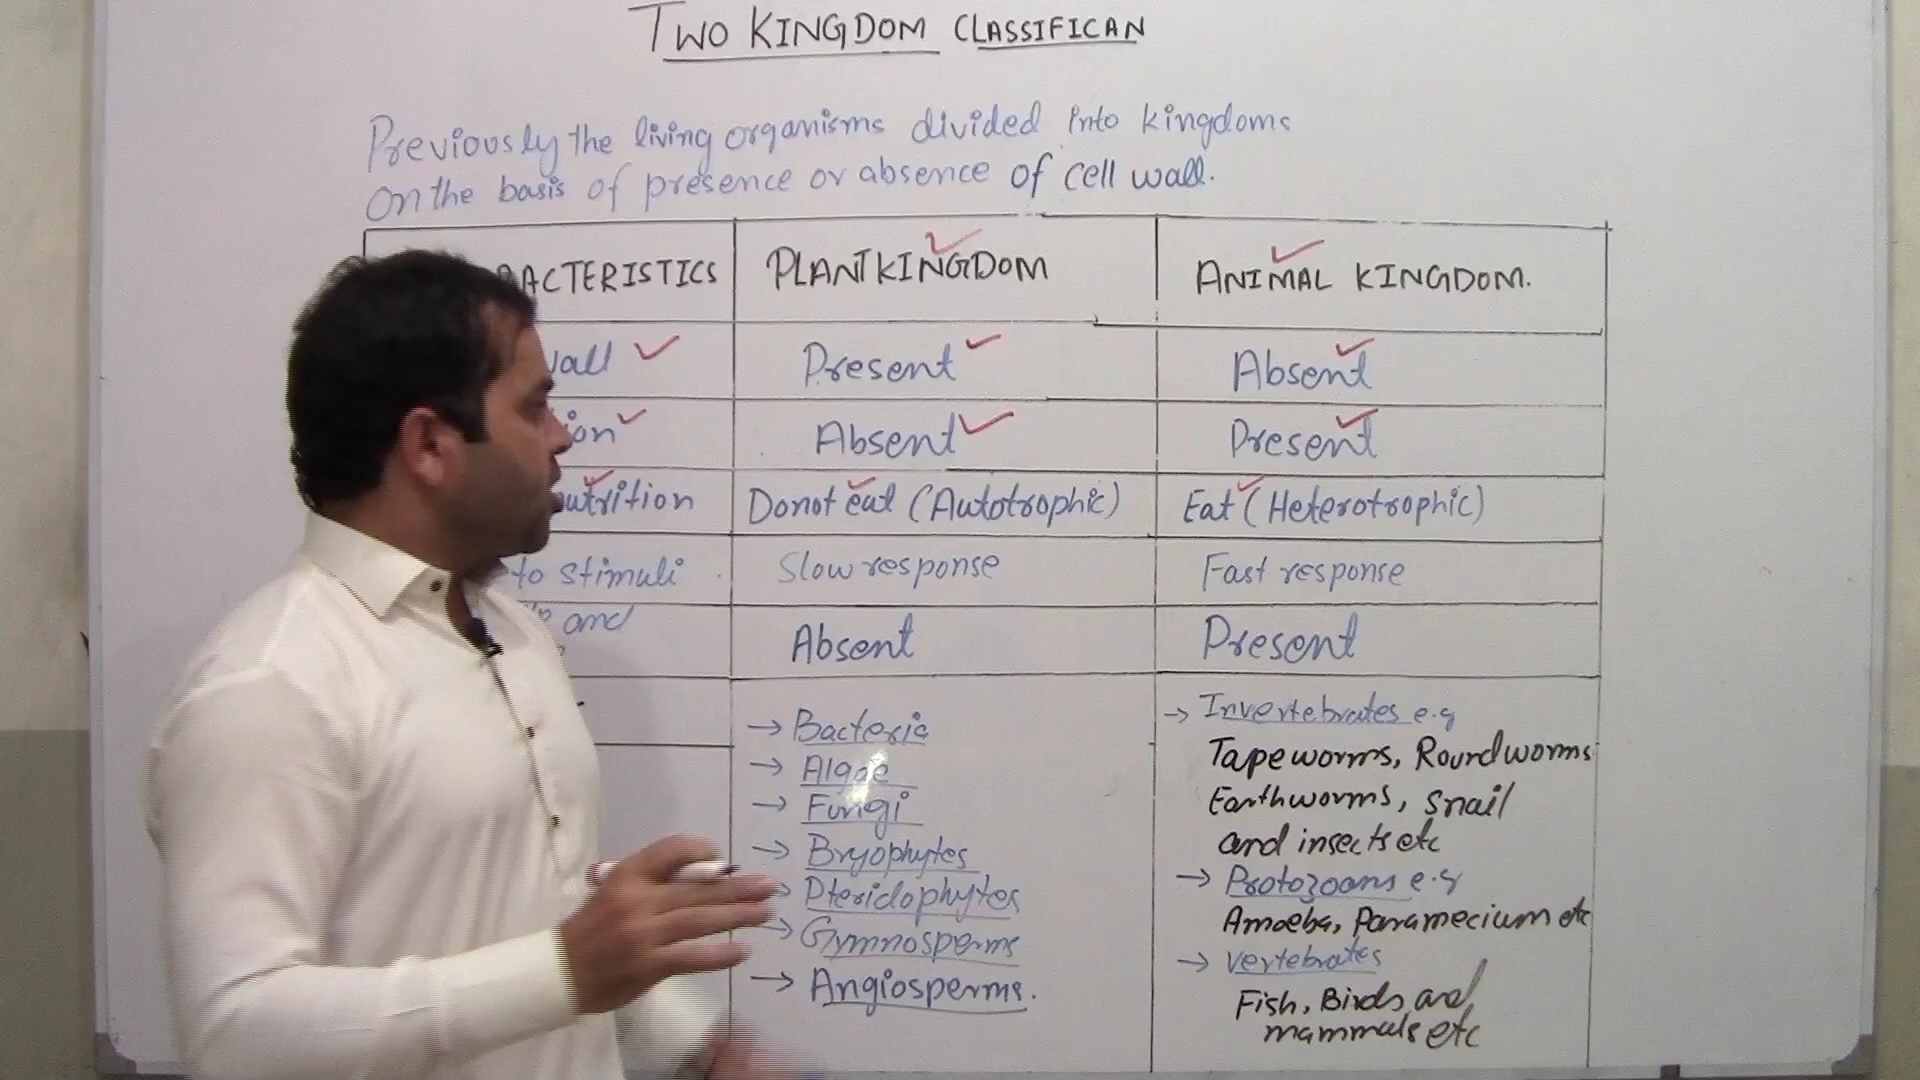 TWO KINGDOM CLASSIFICAN
Previously the living organisms divided into kingdoms
on the basis of presence or absence of cell wall.
ACTERISTICS PLANT KINGDOM ANIMAL KINGDOM.
wall Present Absent
ion Absent Present
utrition Donot eat (Autotrophic) Eat (Heterotrophic)
to stimuli Slow response Fast response
and Absent Present
→ Bacteria
→ Algae
→ Fungi
→ Bryophytes
→ Pteridophytes
→ Gymnosperms
→ Angiosperms.
→ Invertebrates e.g
Tapeworms, Roundworms
Earthworms, Snail
and insects etc
→ Protozoans e.g
Amoeba, Paramecium etc
→ vertebrates
Fish, Birds and
mammals etc